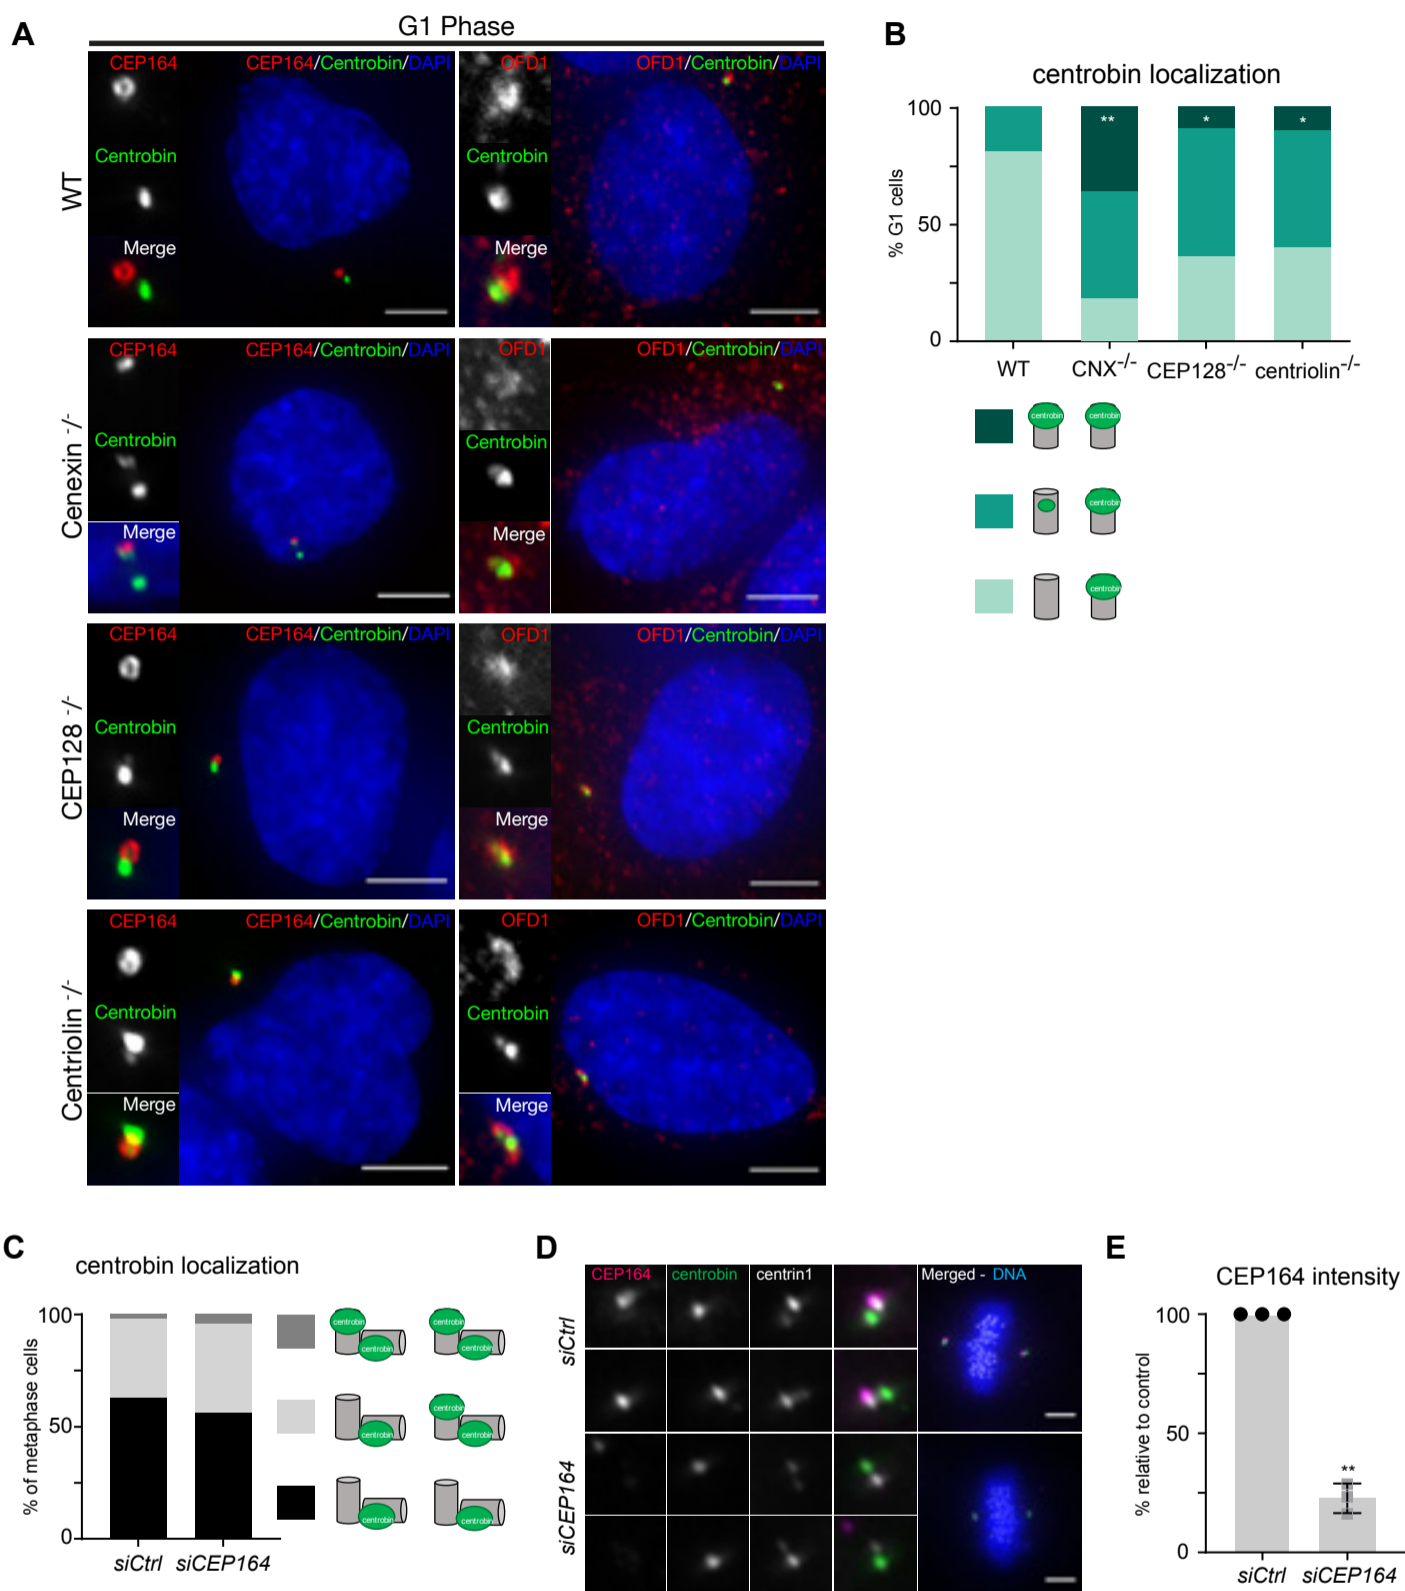 A
G1 Phase
WT
CEP164
Centrobin
Merge
CEP164/Centrobin/DAPI
OFD1
Centrobin
Merge
OFD1/Centrobin/DAPI
Cenexin -/-
CEP164
Centrobin
Merge
CEP164/Centrobin/DAPI
OFD1
Centrobin
Merge
OFD1/Centrobin/DAPI
CEP128 -/-
CEP164
Centrobin
Merge
CEP164/Centrobin/DAPI
OFD1
Centrobin
Merge
OFD1/Centrobin/DAPI
Centriolin -/-
CEP164
Centrobin
Merge
CEP164/Centrobin/DAPI
OFD1
Centrobin
Merge
OFD1/Centrobin/DAPI
B
centrobin localization
% G1 cells
100
50
0
**
*
*
WT
CNX-/-
CEP128-/-
centriolin-/-
centrobin
centrobin
centrobin
centrobin
C
centrobin localization
% of metaphase cells
100
50
0
siCtrl
siCEP164
centrobin
centrobin
centrobin
centrobin
centrobin
centrobin
centrobin
centrobin
centrobin
D
CEP164
centrobin
centrin1
Merged - DNA
siCtrl
siCEP164
E
CEP164 intensity
% relative to control
100
50
0
**
siCtrl
siCEP164